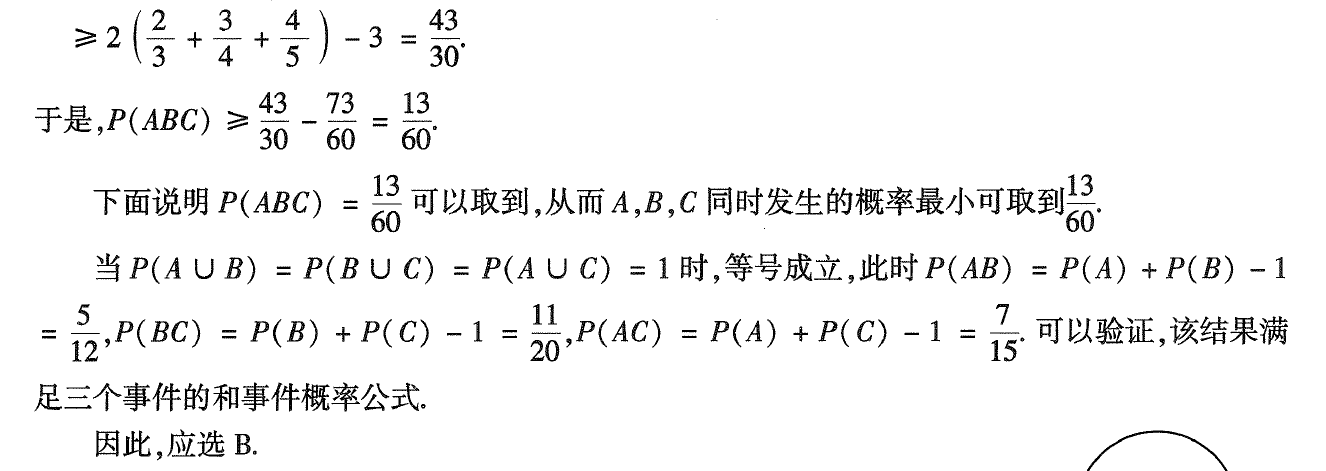 ≥ 2(2/3 + 3/4 + 4/5) - 3 = 43/30.
于是,P(ABC) ≥ 43/30 - 73/60 = 13/60.
下面说明 P(ABC) = 13/60 可以取到,从而 A,B,C 同时发生的概率最小可取到 13/60.
当 P(A ∪ B) = P(B ∪ C) = P(A ∪ C) = 1 时,等号成立,此时 P(AB) = P(A) + P(B) - 1
= 5/12,P(BC) = P(B) + P(C) - 1 = 11/20,P(AC) = P(A) + P(C) - 1 = 7/15. 可以验证,该结果满
足三个事件的和事件概率公式.
因此,应选 B.